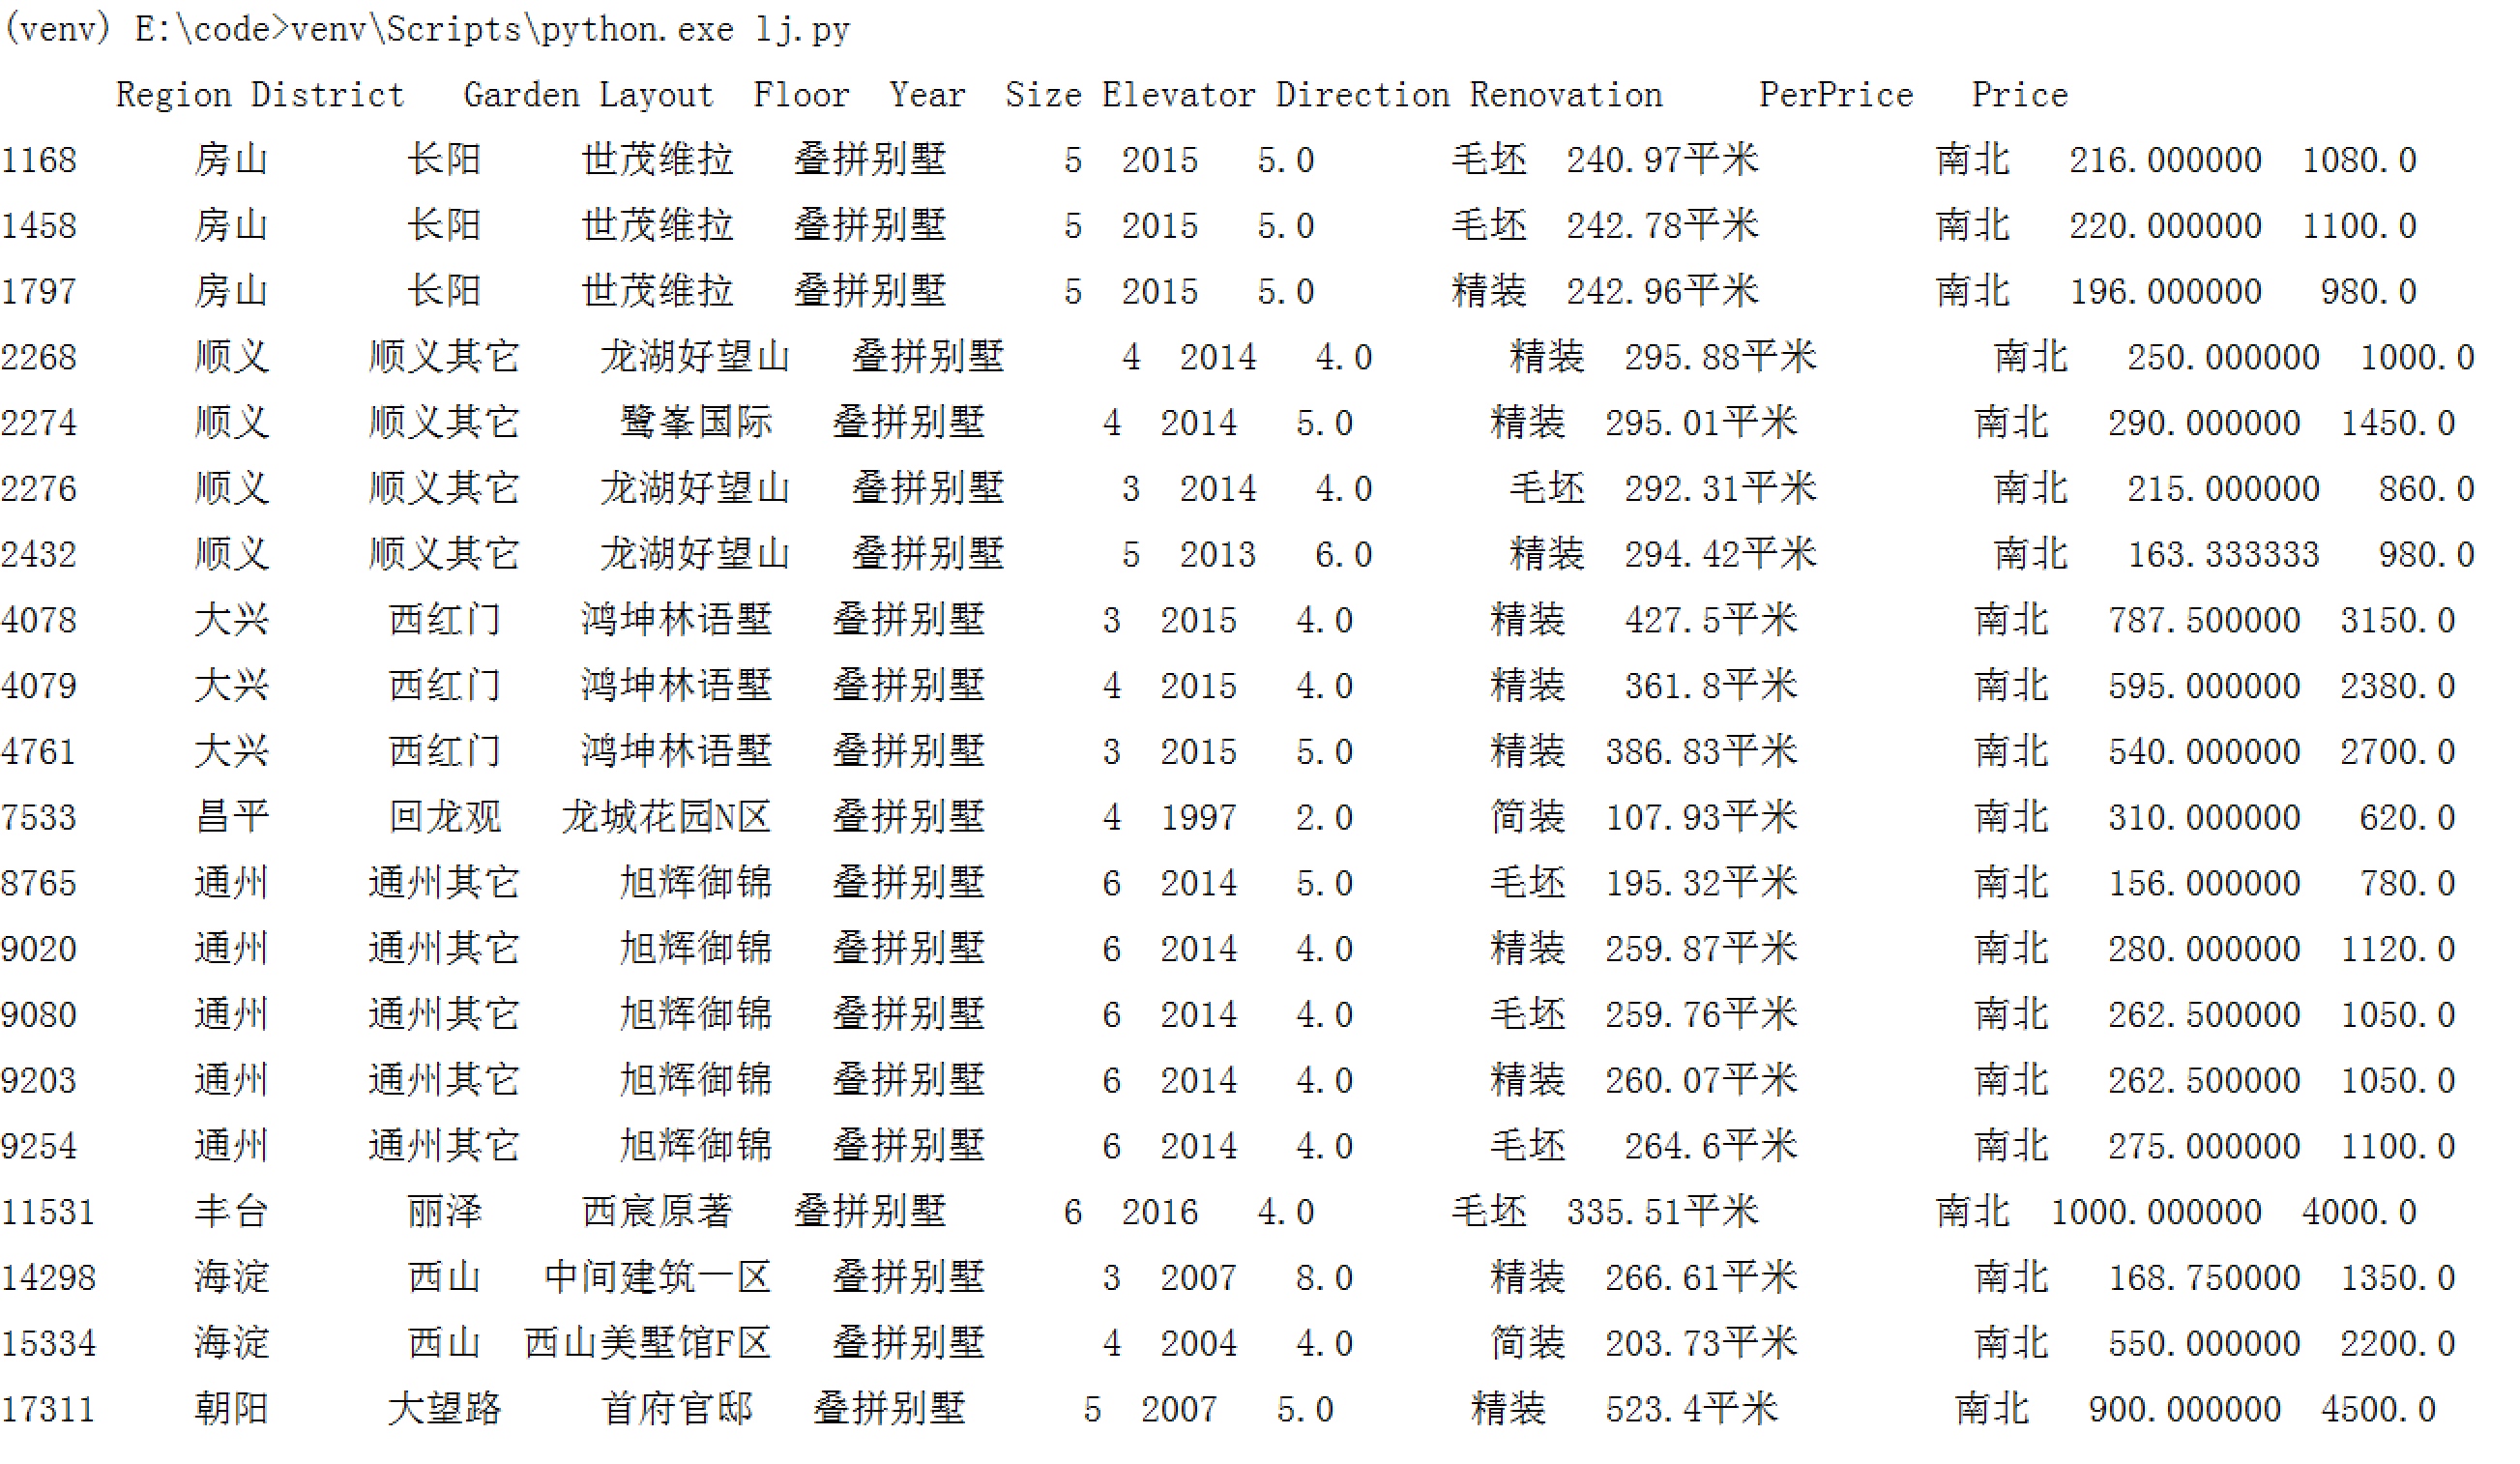 (venv) E:\code>venv\Scripts\python.exe lj.py
Region District Garden Layout Floor Year Size Elevator Direction Renovation PerPrice Price
1168 房山 长阳 世茂维拉 叠拼别墅 5 2015 5.0 毛坯 240.97平米 南北 216.000000 1080.0
1458 房山 长阳 世茂维拉 叠拼别墅 5 2015 5.0 毛坯 242.78平米 南北 220.000000 1100.0
1797 房山 长阳 世茂维拉 叠拼别墅 5 2015 5.0 精装 242.96平米 南北 196.000000 980.0
2268 顺义 顺义其它 龙湖好望山 叠拼别墅 4 2014 4.0 精装 295.88平米 南北 250.000000 1000.0
2274 顺义 顺义其它 鹭峯国际 叠拼别墅 4 2014 5.0 精装 295.01平米 南北 290.000000 1450.0
2276 顺义 顺义其它 龙湖好望山 叠拼别墅 3 2014 4.0 毛坯 292.31平米 南北 215.000000 860.0
2432 顺义 顺义其它 龙湖好望山 叠拼别墅 5 2013 6.0 精装 294.42平米 南北 163.333333 980.0
4078 大兴 西红门 鸿坤林语墅 叠拼别墅 3 2015 4.0 精装 427.5平米 南北 787.500000 3150.0
4079 大兴 西红门 鸿坤林语墅 叠拼别墅 4 2015 4.0 精装 361.8平米 南北 595.000000 2380.0
4761 大兴 西红门 鸿坤林语墅 叠拼别墅 3 2015 5.0 精装 386.83平米 南北 540.000000 2700.0
7533 昌平 回龙观 龙城花园N区 叠拼别墅 4 1997 2.0 简装 107.93平米 南北 310.000000 620.0
8765 通州 通州其它 旭辉御锦 叠拼别墅 6 2014 5.0 毛坯 195.32平米 南北 156.000000 780.0
9020 通州 通州其它 旭辉御锦 叠拼别墅 6 2014 4.0 精装 259.87平米 南北 280.000000 1120.0
9080 通州 通州其它 旭辉御锦 叠拼别墅 6 2014 4.0 毛坯 259.76平米 南北 262.500000 1050.0
9203 通州 通州其它 旭辉御锦 叠拼别墅 6 2014 4.0 精装 260.07平米 南北 262.500000 1050.0
9254 通州 通州其它 旭辉御锦 叠拼别墅 6 2014 4.0 毛坯 264.6平米 南北 275.000000 1100.0
11531 丰台 丽泽 西宸原著 叠拼别墅 6 2016 4.0 毛坯 335.51平米 南北 1000.000000 4000.0
14298 海淀 西山 中间建筑一区 叠拼别墅 3 2007 8.0 精装 266.61平米 南北 168.750000 1350.0
15334 海淀 西山 西山美墅馆F区 叠拼别墅 4 2004 4.0 简装 203.73平米 南北 550.000000 2200.0
17311 朝阳 大望路 首府官邸 叠拼别墅 5 2007 5.0 精装 523.4平米 南北 900.000000 4500.0